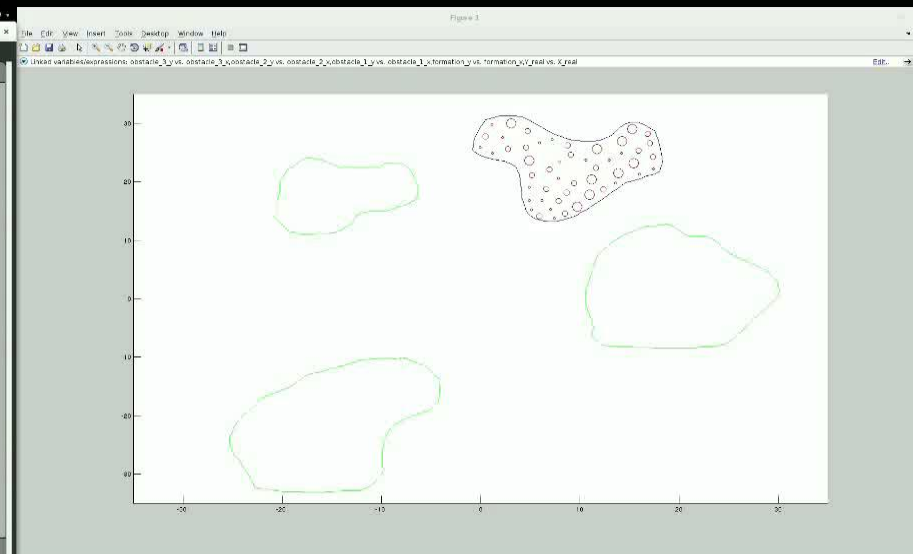 Figure 1
File Edit View Insert Tools Desktop Window Help
Linked variables/expressions: obstacle_3_y vs. obstacle_3_x,obstacle_2_y vs. obstacle_2_x,obstacle_1_y vs. obstacle_1_x,formation_y vs. formation_x,Y_real vs. X_real Edit..
30
20
10
0
-10
-20
-30
-30 -20 -10 0 10 20 30